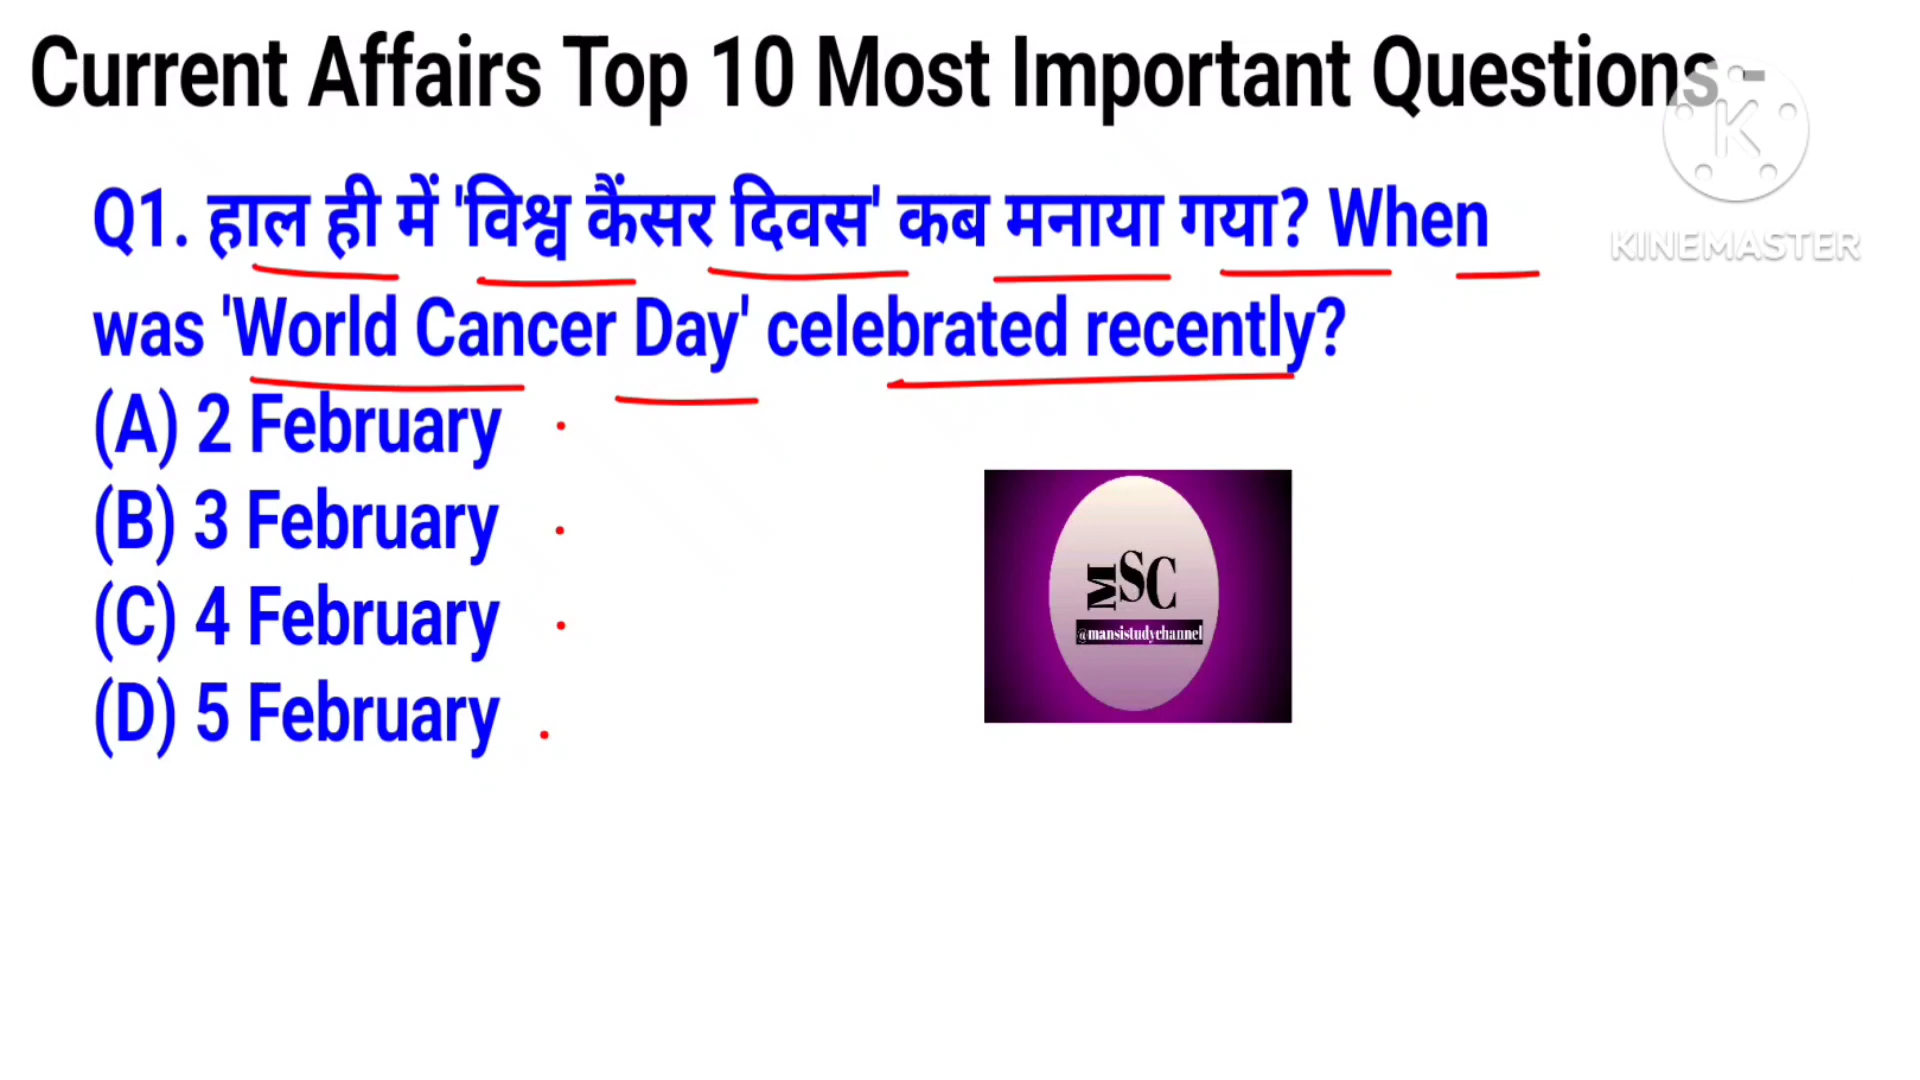 Current Affairs Top 10 Most Important Questions -
Q1. हाल ही में 'विश्व कैंसर दिवस' कब मनाया गया? When
was 'World Cancer Day' celebrated recently?
(A) 2 February
(B) 3 February
(C) 4 February
(D) 5 February
K
KINEMASTER
MSC
@mansistudychannel